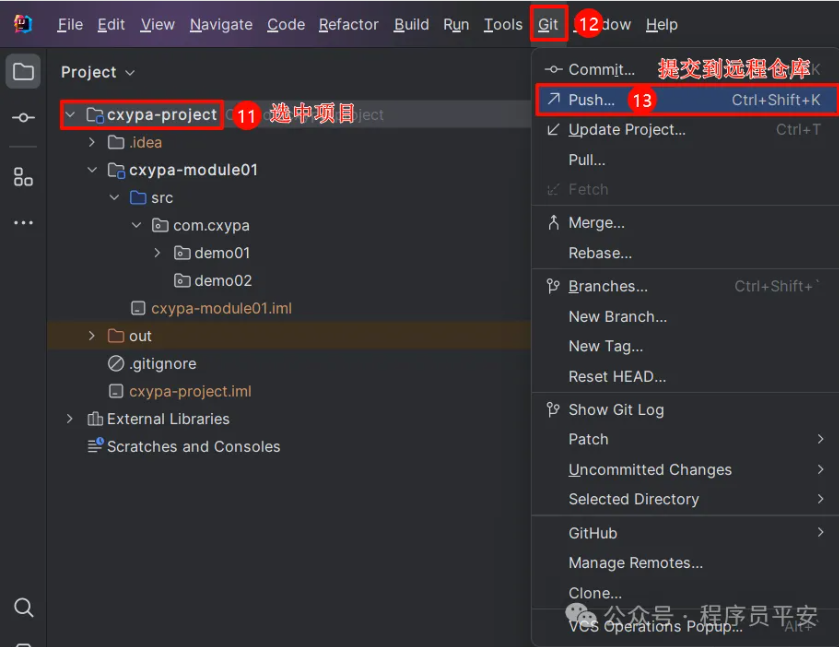 File Edit View Navigate Code Refactor Build Run Tools Git 12 dow Help
Project
提交到远程仓库
Commit... K
Push... 13 Ctrl+Shift+K
cxypa-project 11 选中项目 ject
Update Project... Ctrl+T
.idea
Pull...
cxypa-module01
Fetch
src
Merge...
com.cxypa
Rebase...
demo01
demo02
Branches... Ctrl+Shift+`
cxypa-module01.iml
New Branch...
out
New Tag...
.gitignore
Reset HEAD...
cxypa-project.iml
Show Git Log
External Libraries
Patch
Scratches and Consoles
Uncommitted Changes
Selected Directory
GitHub
Manage Remotes...
Clone...
公众号 · 程序员平安
VCS Operations Popup... Alt+